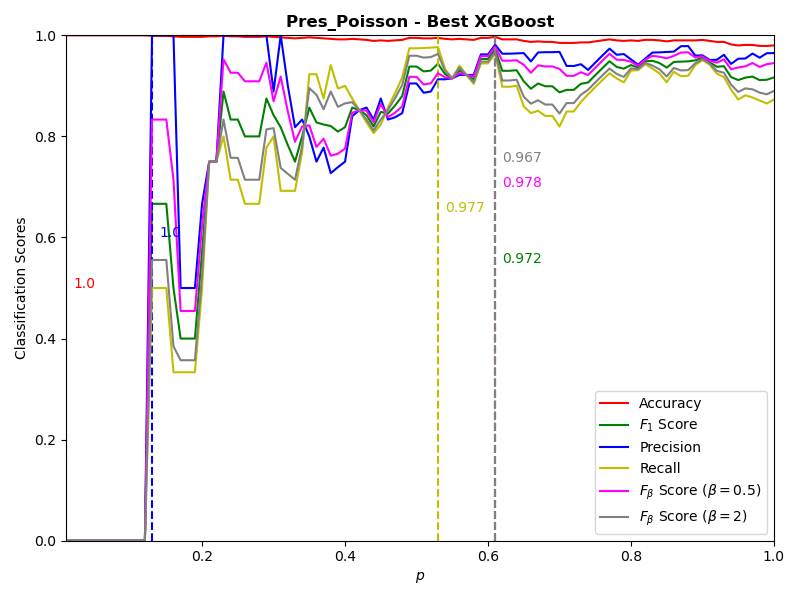 Pres_Poisson - Best XGBoost
Classification Scores
1.0
0.8
0.6
0.4
0.2
0.0
1.0
1.0
0.977
0.967
0.978
0.972
Accuracy
F₁ Score
Precision
Recall
Fᵦ Score (β = 0.5)
Fᵦ Score (β = 2)
0.2 0.4 0.6 0.8 1.0
p